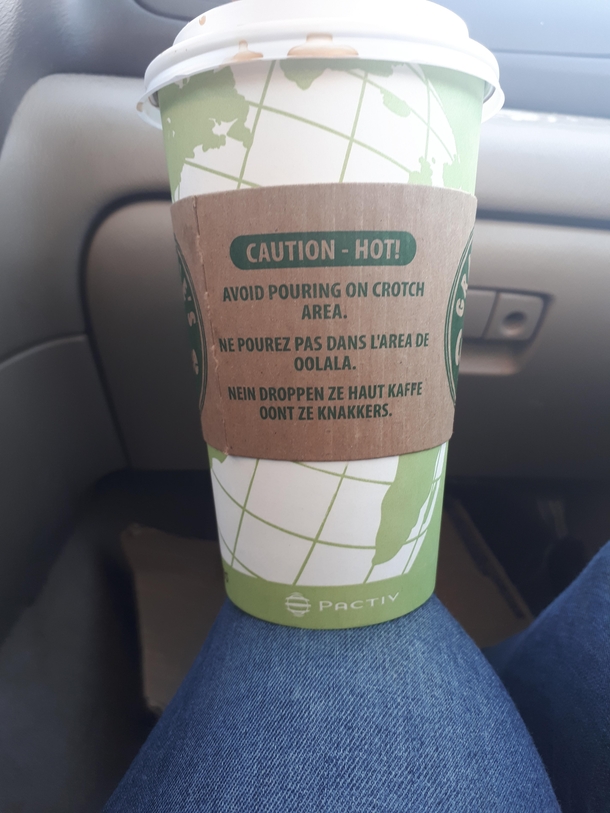 CAUTION - HOT!
AVOID POURING ON CROTCH
AREA.
NE POUREZ PAS DANS L'AREA DE
OOLALA.
NEIN DROPPEN ZE HAUT KAFFE
OONT ZE KNAKKERS.
PACTIV